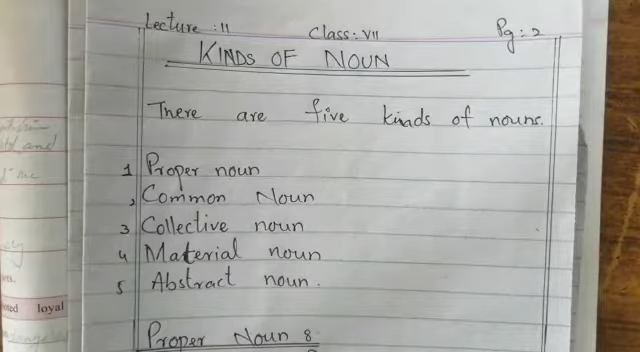 Lecture : 11 Class: VII Pg: 2
KINDS OF NOUN
There are five kinds of nouns.
1 Proper noun
2 Common Noun
3 Collective noun
4 Material noun
5 Abstract noun.
Proper Noun 8
loyal